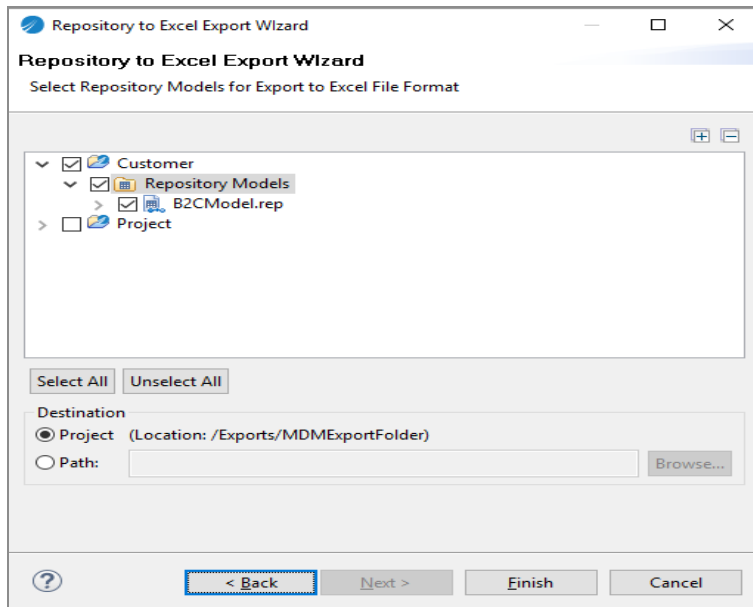 Repository to Excel Export WIzard
Repository to Excel Export WIzard
Select Repository Models for Export to Excel File Format
Customer
Repository Models
B2CModel.rep
Project
Select All Unselect All
Destination
Project (Location: /Exports/MDMExportFolder)
Path: Browse...
? < Back Next > Finish Cancel